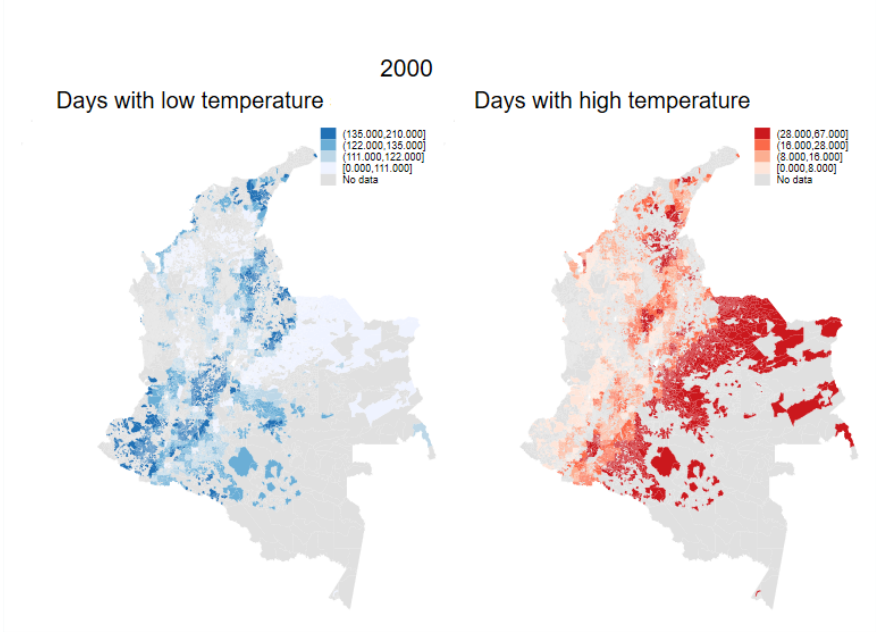 2000
Days with low temperature
(135.000,210.000]
(122.000,135.000]
(111.000,122.000]
[0.000,111.000]
No data
Days with high temperature
(28.000,67.000]
(16.000,28.000]
(8.000,16.000]
[0.000,8.000]
No data